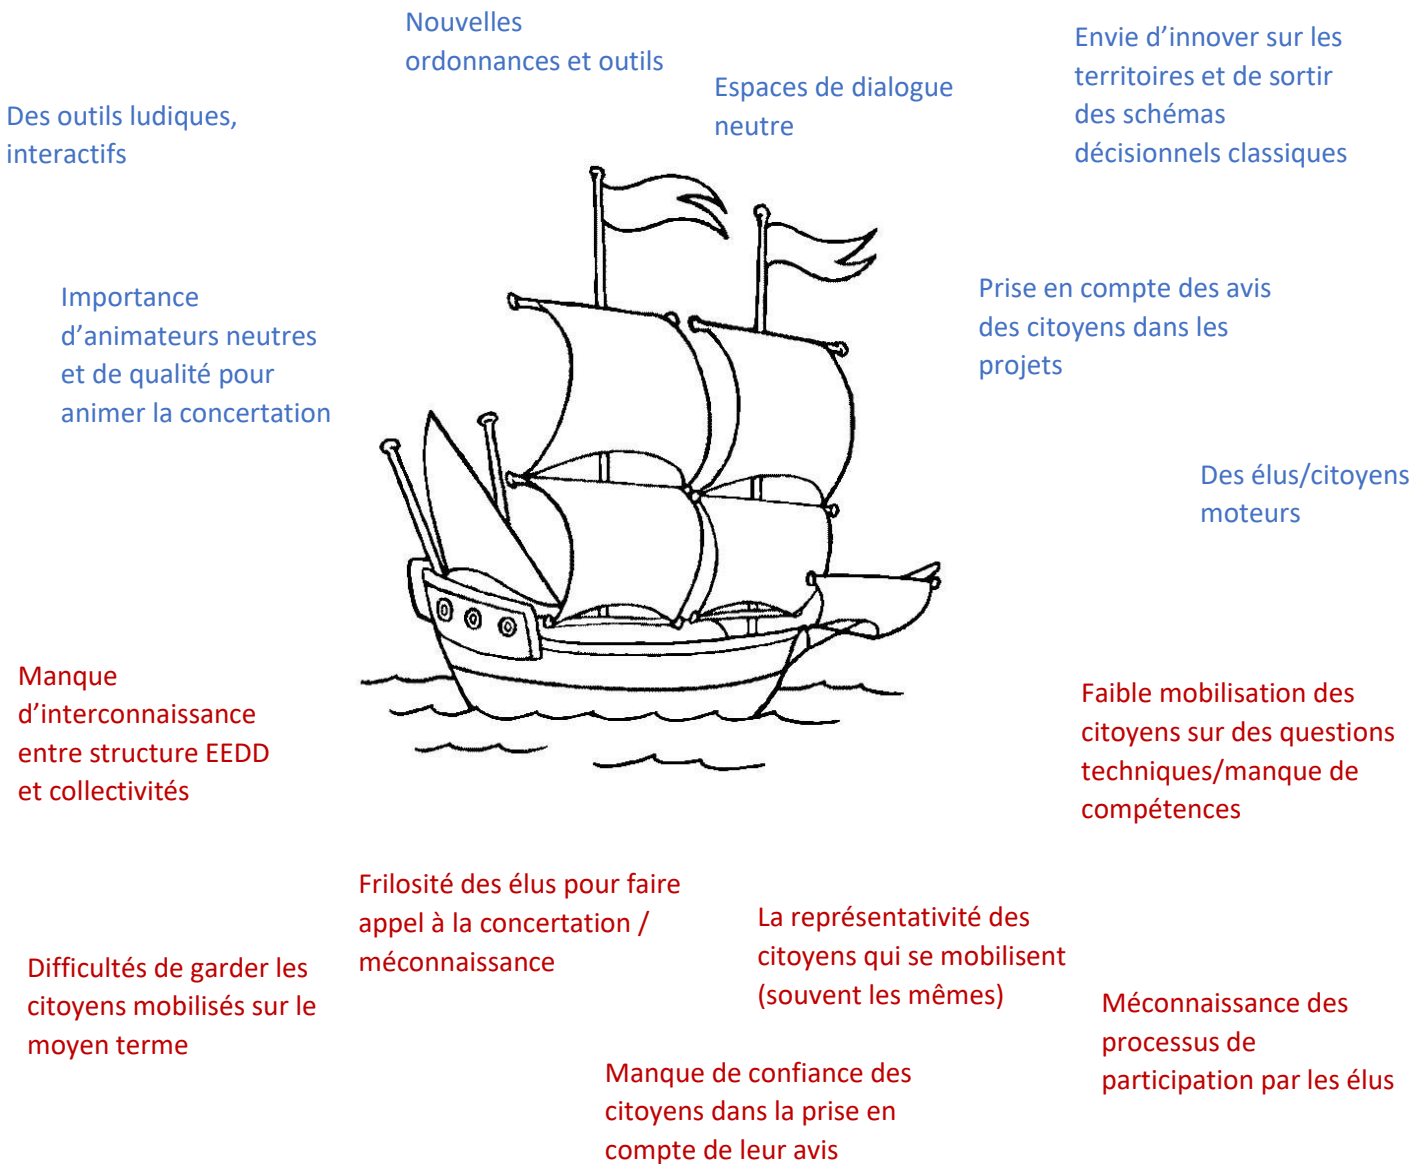 Nouvelles
ordonnances et outils
Envie d’innover sur les
territoires et de sortir
des schémas
décisionnels classiques
Espaces de dialogue
neutre
Des outils ludiques,
interactifs
Importance
d’animateurs neutres
et de qualité pour
animer la concertation
Prise en compte des avis
des citoyens dans les
projets
Des élus/citoyens
moteurs
Manque
d’interconnaissance
entre structure EEDD
et collectivités
Faible mobilisation des
citoyens sur des questions
techniques/manque de
compétences
Frilosité des élus pour faire
appel à la concertation /
méconnaissance
La représentativité des
citoyens qui se mobilisent
(souvent les mêmes)
Difficultés de garder les
citoyens mobilisés sur le
moyen terme
Méconnaissance des
processus de
participation par les élus
Manque de confiance des
citoyens dans la prise en
compte de leur avis